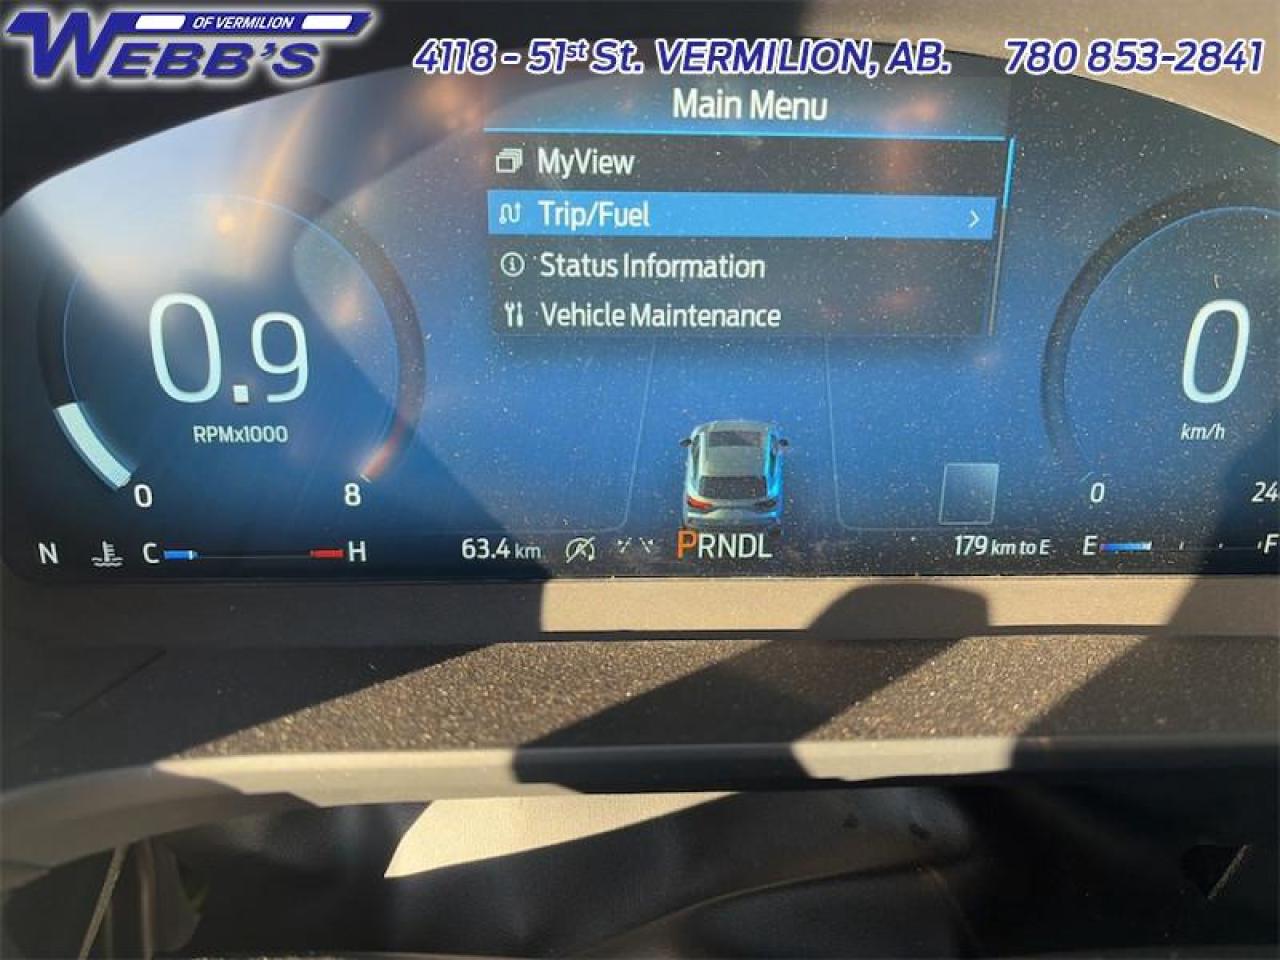 WEBB'S OF VERMILION
4118 - 51st St. VERMILION, AB. 780 853-2841
Main Menu
MyView
Trip/Fuel
Status Information
Vehicle Maintenance
0.9
RPMx1000
0 8
0
km/h
0 24
N C H 63.4 km PRNDL 179 km to E E F